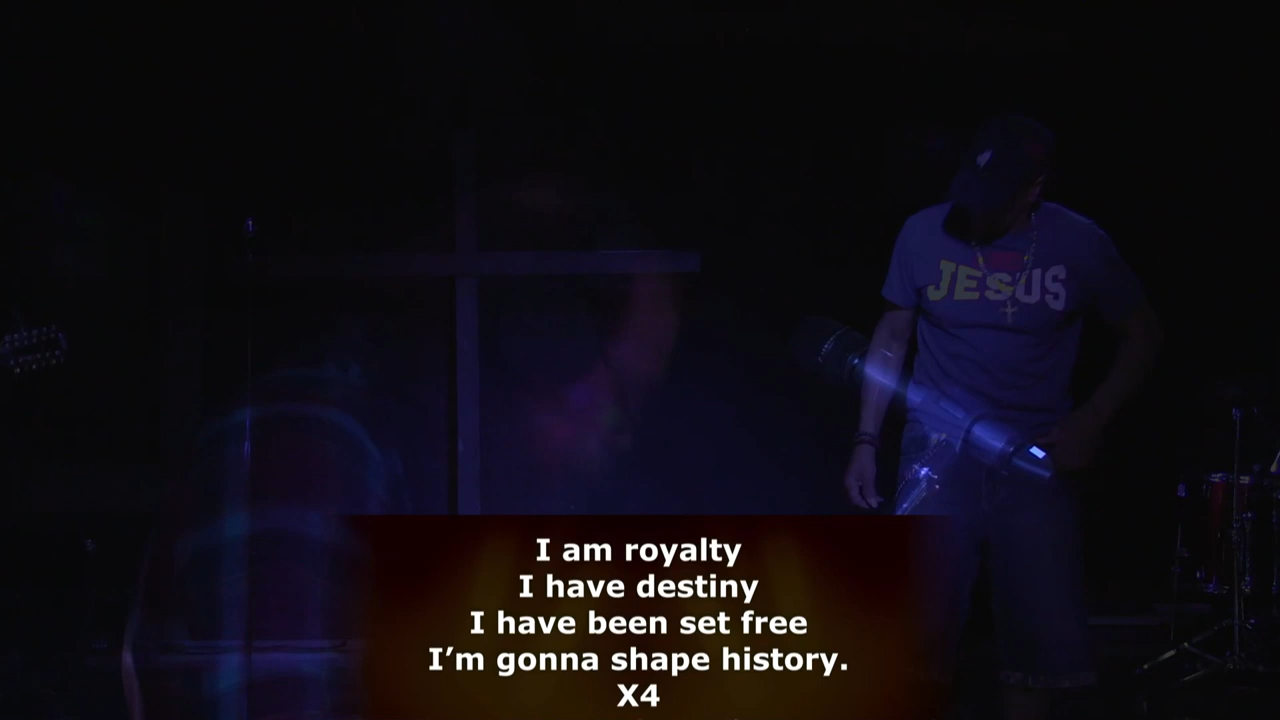 JESUS
I am royalty
I have destiny
I have been set free
I’m gonna shape history.
X4